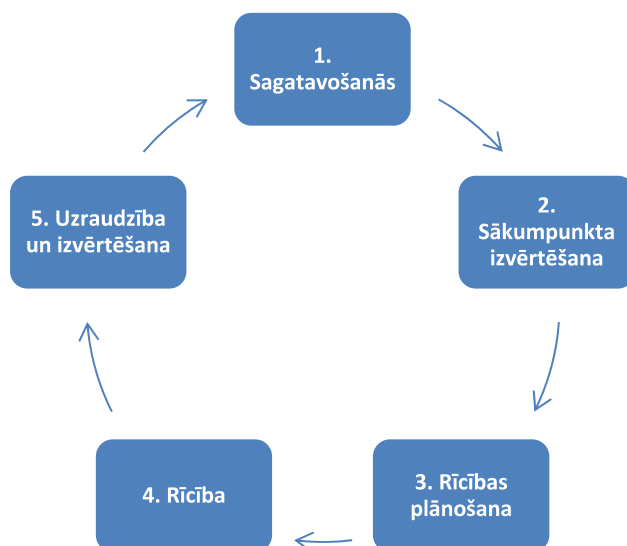 1.
Sagatavošanās
2.
Sākumpunkta
izvērtēšana
3. Rīcības
plānošana
4. Rīcība
5. Uzraudzība
un izvērtēšana